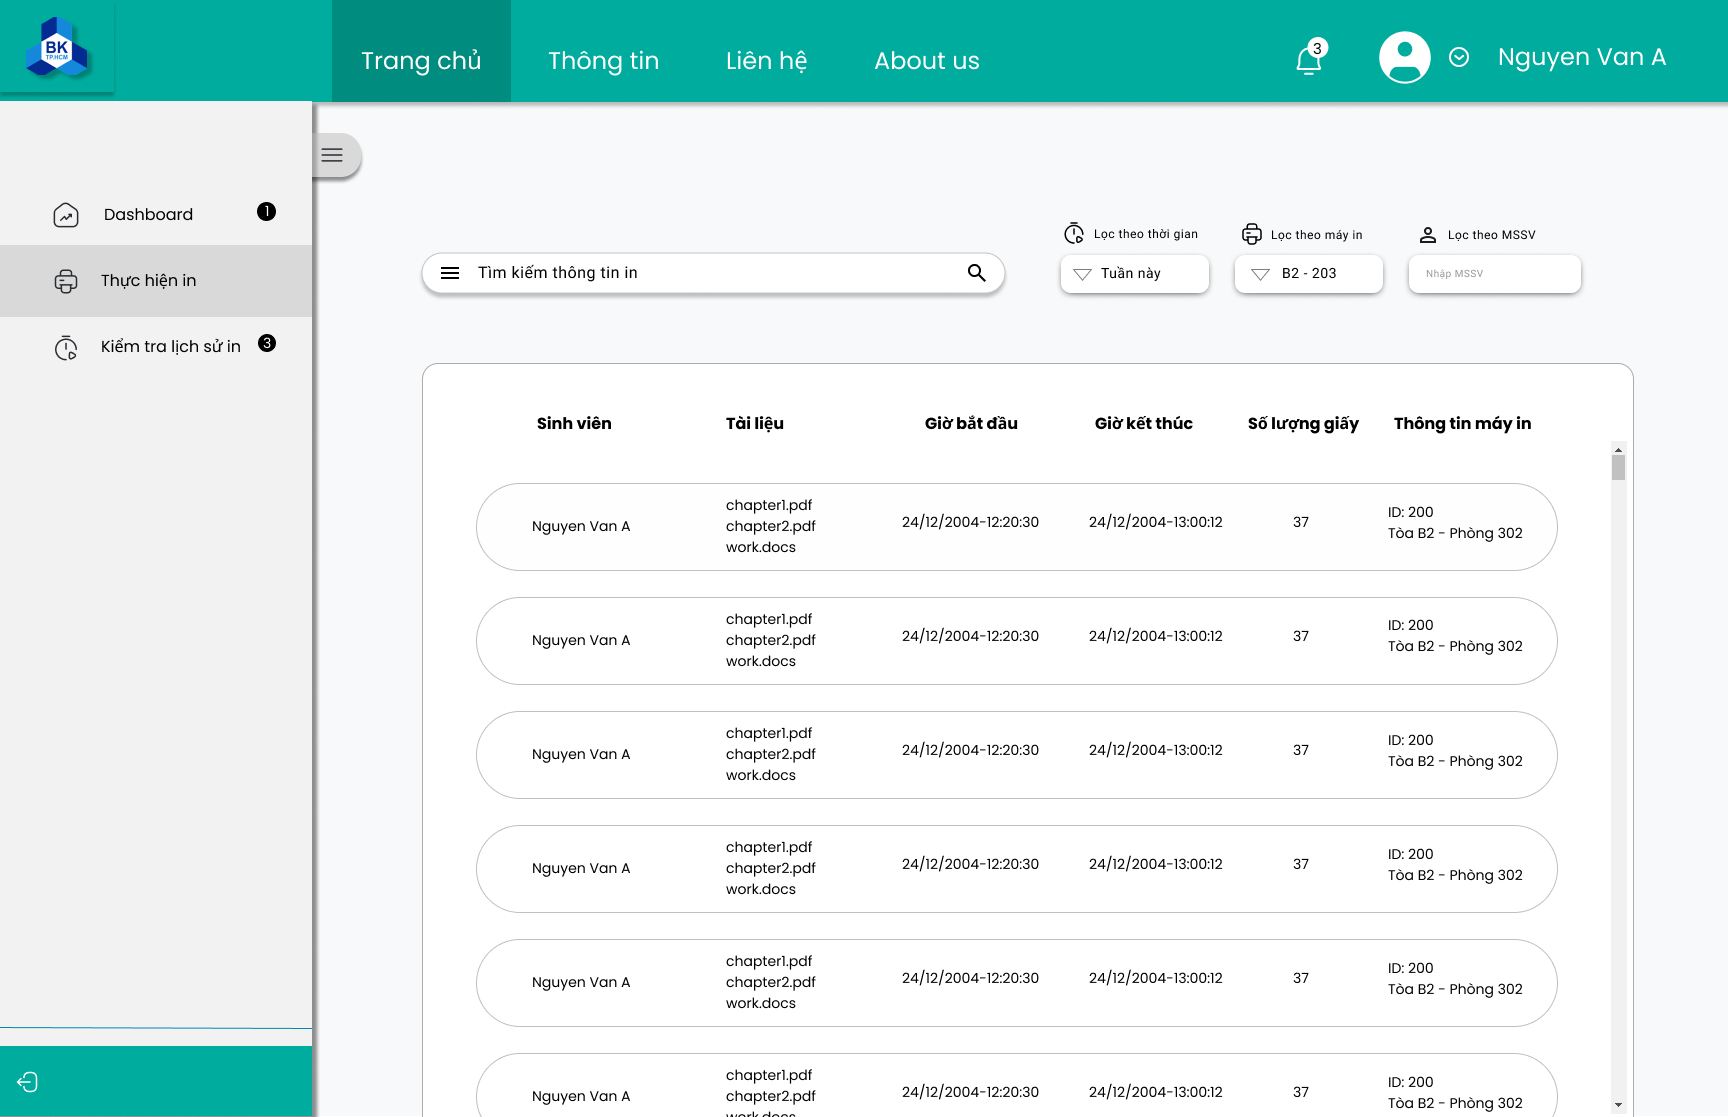 BK
TP.HCM
Trang chủ
Thông tin
Liên hệ
About us
3
Nguyen Van A
Dashboard
1
Thực hiện in
Kiểm tra lịch sử in
3
Tìm kiếm thông tin in
Lọc theo thời gian
Tuần này
Lọc theo máy in
B2 - 203
Lọc theo MSSV
Nhập MSSV
Sinh viên
Tài liệu
Giờ bắt đầu
Giờ kết thúc
Số lượng giấy
Thông tin máy in
Nguyen Van A
chapter1.pdf
chapter2.pdf
work.docs
24/12/2004-12:20:30
24/12/2004-13:00:12
37
ID: 200
Tòa B2 - Phòng 302
Nguyen Van A
chapter1.pdf
chapter2.pdf
work.docs
24/12/2004-12:20:30
24/12/2004-13:00:12
37
ID: 200
Tòa B2 - Phòng 302
Nguyen Van A
chapter1.pdf
chapter2.pdf
work.docs
24/12/2004-12:20:30
24/12/2004-13:00:12
37
ID: 200
Tòa B2 - Phòng 302
Nguyen Van A
chapter1.pdf
chapter2.pdf
work.docs
24/12/2004-12:20:30
24/12/2004-13:00:12
37
ID: 200
Tòa B2 - Phòng 302
Nguyen Van A
chapter1.pdf
chapter2.pdf
work.docs
24/12/2004-12:20:30
24/12/2004-13:00:12
37
ID: 200
Tòa B2 - Phòng 302
Nguyen Van A
chapter1.pdf
chapter2.pdf
work.docs
24/12/2004-12:20:30
24/12/2004-13:00:12
37
ID: 200
Tòa B2 - Phòng 302